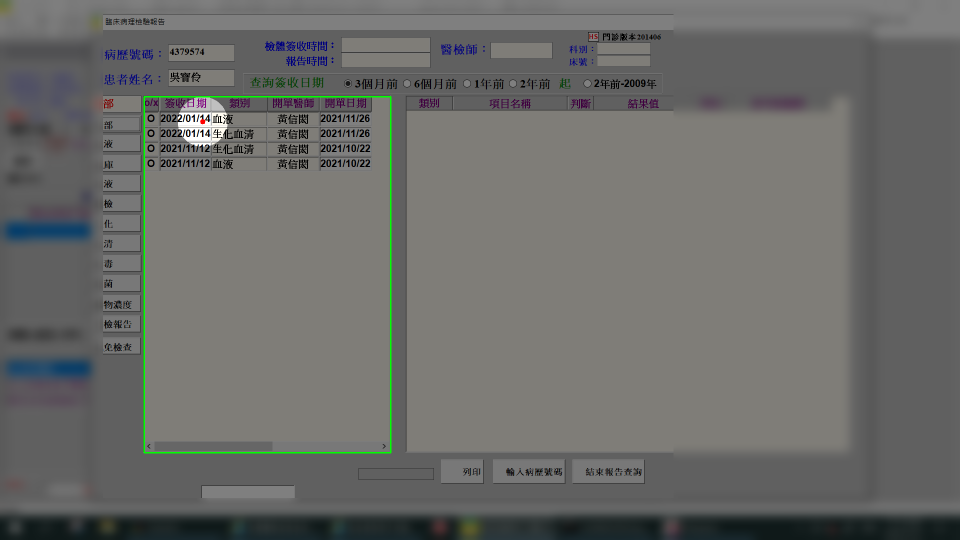 臨床病理檢驗報告
HS 門診版本201406
病歷號碼： 4379574 檢體簽收時間： 醫檢師： 科別：
報告時間： 床號：
患者姓名： 吳寶伶 查詢簽收日期 3個月前 6個月前 1年前 2年前 起 2年前-2009年
部 o/x 簽收日期 類別 開單醫師 開單日期 類別 項目名稱 判斷 結果值
O 2022/01/14 血液 黃信閎 2021/11/26
部 O 2022/01/14 生化血清 黃信閎 2021/11/26
液 O 2021/11/12 生化血清 黃信閎 2021/10/22
庫 O 2021/11/12 血液 黃信閎 2021/10/22
液
檢
化
清
毒
菌
物濃度
檢報告
免檢查
列印 輸入病歷號碼 結束報告查詢